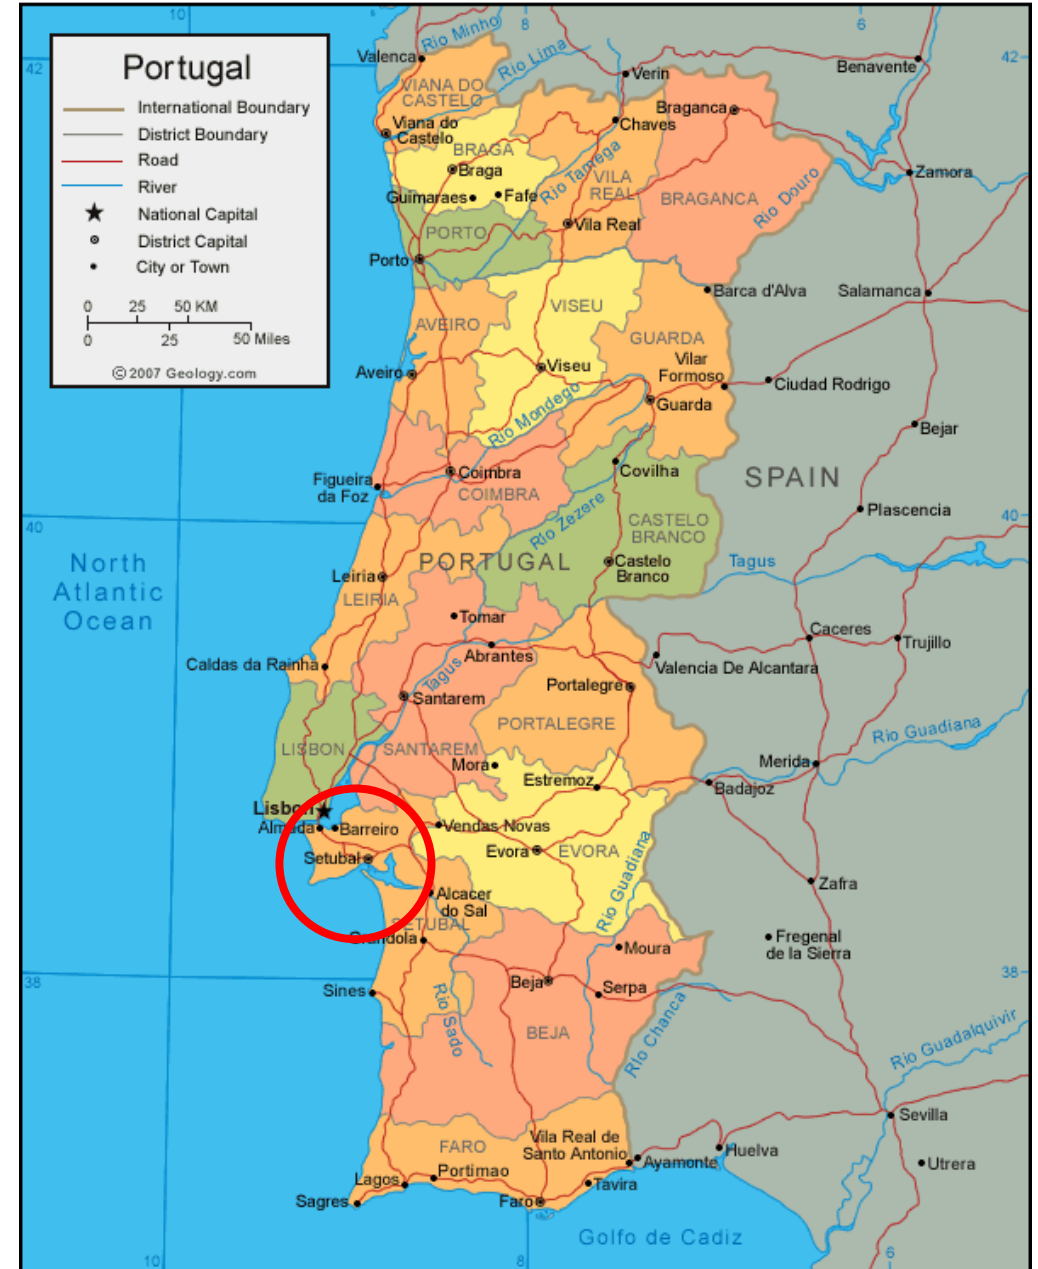 Portugal
International Boundary
District Boundary
Road
River
National Capital
District Capital
City or Town
0 25 50 KM
0 25 50 Miles
© 2007 Geology.com
10
8
6
42
42
Rio Minho
Valenca
Rio Lima
Verin
Benavente
VIANA DO
CASTELO
Braganca
Viana do
Castelo
Chaves
BRAGA
Braga
Rio Tamega
VILA
REAL
Zamora
Guimaraes
Fafe
BRAGANCA
Rio Douro
PORTO
Vila Real
Porto
Barca d'Alva
Salamanca
VISEU
AVEIRO
GUARDA
Vilar
Formoso
Aveiro
Viseu
Ciudad Rodrigo
Rio Mondego
Guarda
Bejar
Figueira
da Foz
Coimbra
COIMBRA
Covilha
SPAIN
Rio Zezere
Plascencia
40
40
CASTELO
BRANCO
North
Atlantic
Ocean
PORTUGAL
Castelo
Branco
Tagus
Leiria
LEIRIA
Tomar
Caceres
Trujillo
Caldas da Rainha
Tagus
Abrantes
Valencia De Alcantara
Santarem
Portalegre
PORTALEGRE
Rio Guadiana
LISBON
SANTAREM
Mora
Merida
Estremoz
Badajoz
Lisbon
Almada
Barreiro
Vendas Novas
Setubal
Evora
EVORA
Rio Guadiana
Zafra
Alcacer
do Sal
SETUBAL
Grandola
Moura
Fregenal
de la Sierra
38
38
Sines
Beja
Serpa
Rio Sado
BEJA
Rio Chanca
Rio Guadalquivir
Sevilla
FARO
Vila Real de
Santo Antonio
Ayamonte
Huelva
Utrera
Portimao
Lagos
Tavira
Sagres
Faro
Golfo de Cadiz
10
8
6